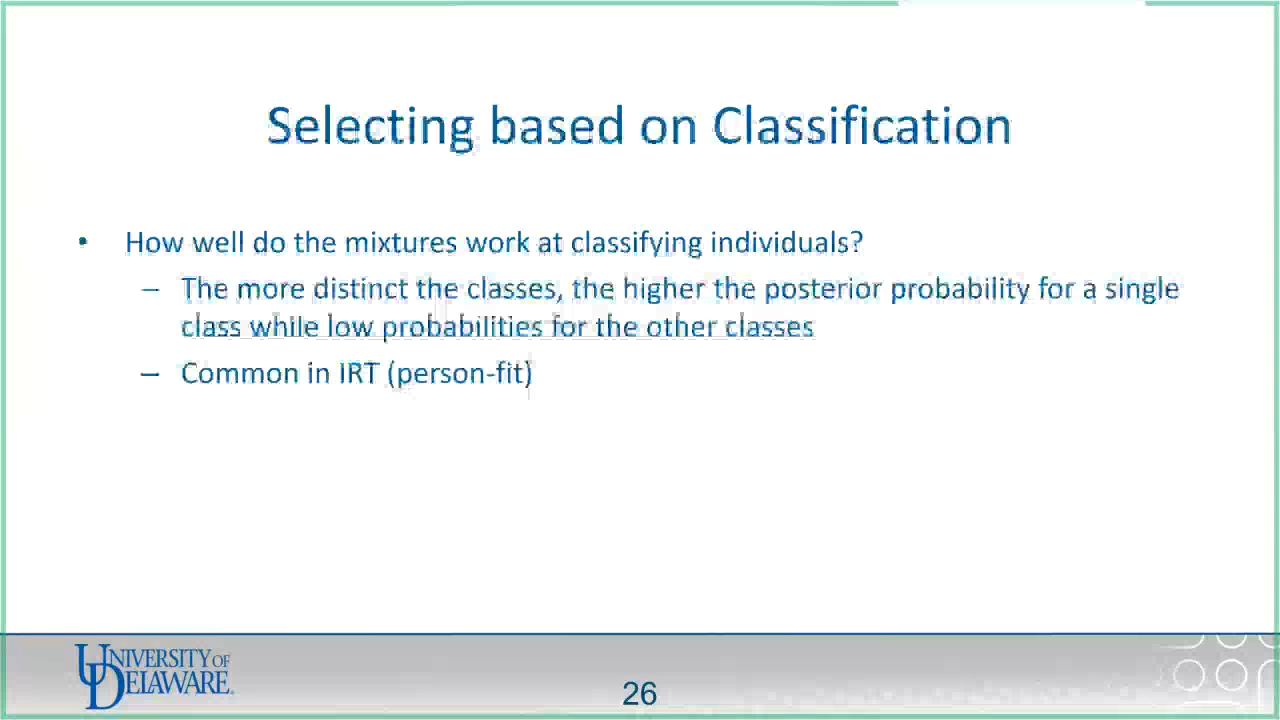 Selecting based on Classification
• How well do the mixtures work at classifying individuals?
– The more distinct the classes, the higher the posterior probability for a single
class while low probabilities for the other classes
– Common in IRT (person-fit)
UNIVERSITY OF
DELAWARE.
26